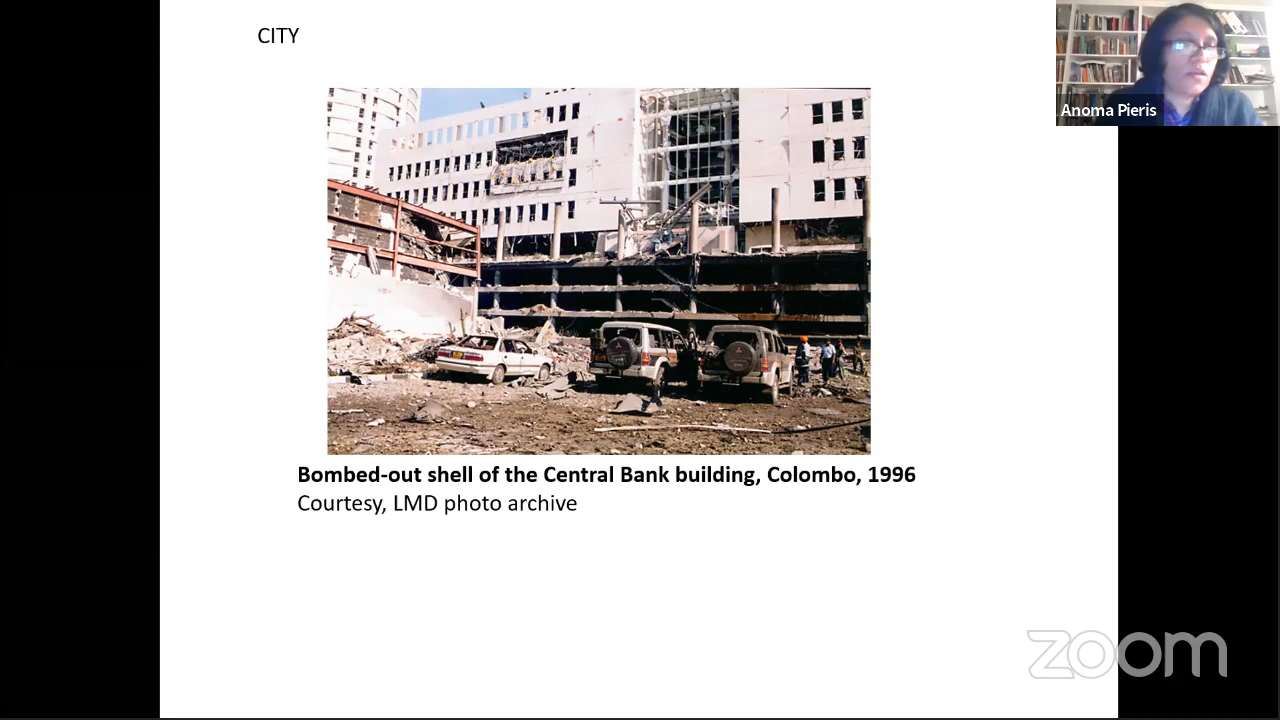 CITY
Anoma Pieris
Bombed-out shell of the Central Bank building, Colombo, 1996
Courtesy, LMD photo archive
zoom